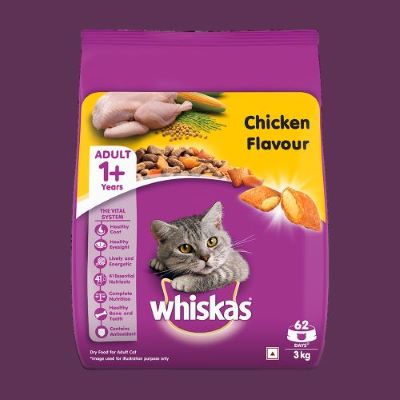 Chicken
Flavour
ADULT
1+
Years
THE VITAL
SYSTEM
Healthy
Coat
Healthy
Eyesight
Lively and
Energetic
41 Essential
Nutrients
Complete
Nutrition
Healthy
Bone and
Teeth
Contains
Antioxidant
whiskas
62
DAYS*
3 kg
Dry Food for Adult Cat
*Image used for illustration purpose only